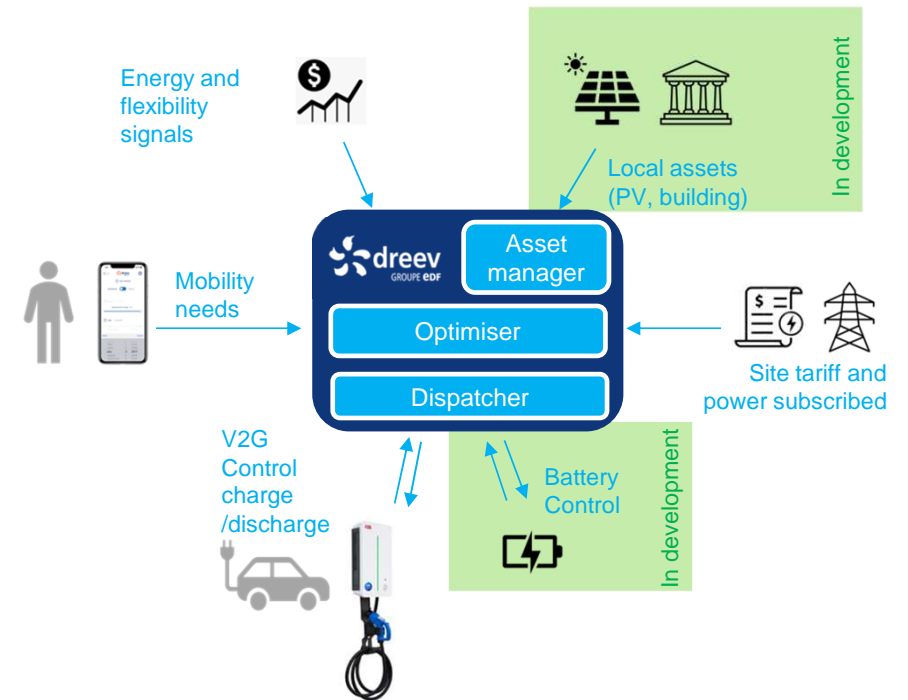 Energy and
flexibility
signals
In development
Local assets
(PV, building)
dreev
GROUPE eDF
Asset
manager
Mobility
needs
Optimiser
Site tariff and
power subscribed
Dispatcher
V2G
Control
charge
/discharge
Battery
Control
In development